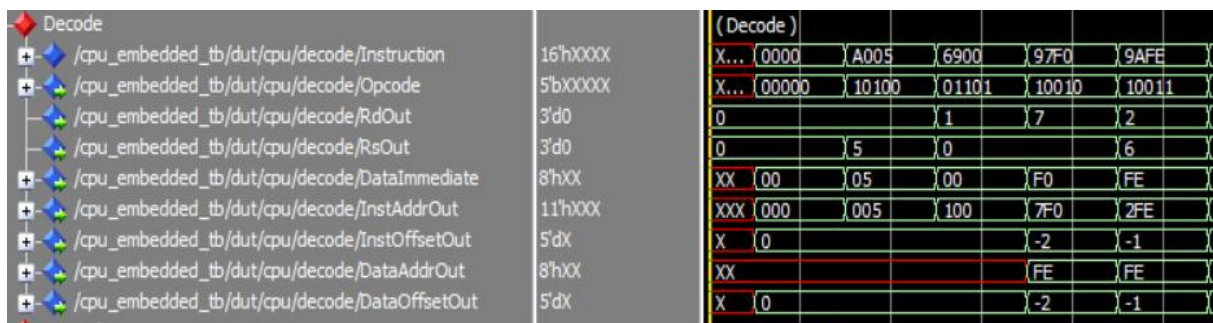 Decode (Decode)
/cpu_embedded_tb/dut/cpu/decode/Instruction 16'hXXXX X... 0000 A005 6900 97F0 9AFE
/cpu_embedded_tb/dut/cpu/decode/Opcode 5'bXXXXX X... 00000 10100 01101 10010 10011
/cpu_embedded_tb/dut/cpu/decode/RdOut 3'd0 0 1 7 2
/cpu_embedded_tb/dut/cpu/decode/RsOut 3'd0 0 5 0 6
/cpu_embedded_tb/dut/cpu/decode/DataImmediate 8'hXX XX 00 05 00 F0 FE
/cpu_embedded_tb/dut/cpu/decode/InstAddrOut 11'hXXX XXX 000 005 100 7F0 2FE
/cpu_embedded_tb/dut/cpu/decode/InstOffsetOut 5'dX X 0 -2 -1
/cpu_embedded_tb/dut/cpu/decode/DataAddrOut 8'hXX XX FE FE
/cpu_embedded_tb/dut/cpu/decode/DataOffsetOut 5'dX X 0 -2 -1